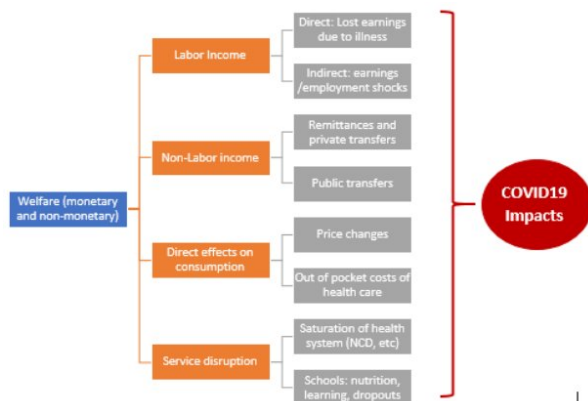 Direct: Lost earnings
due to illness
Labor Income
Indirect: earnings
/employment shocks
Remittances and
private transfers
Non-Labor income
Public transfers
Welfare (monetary
and non-monetary)
COVID19
Impacts
Price changes
Direct effects on
consumption
Out of pocket costs of
health care
Saturation of health
system (NCD, etc)
Service disruption
Schools: nutrition,
learning, dropouts